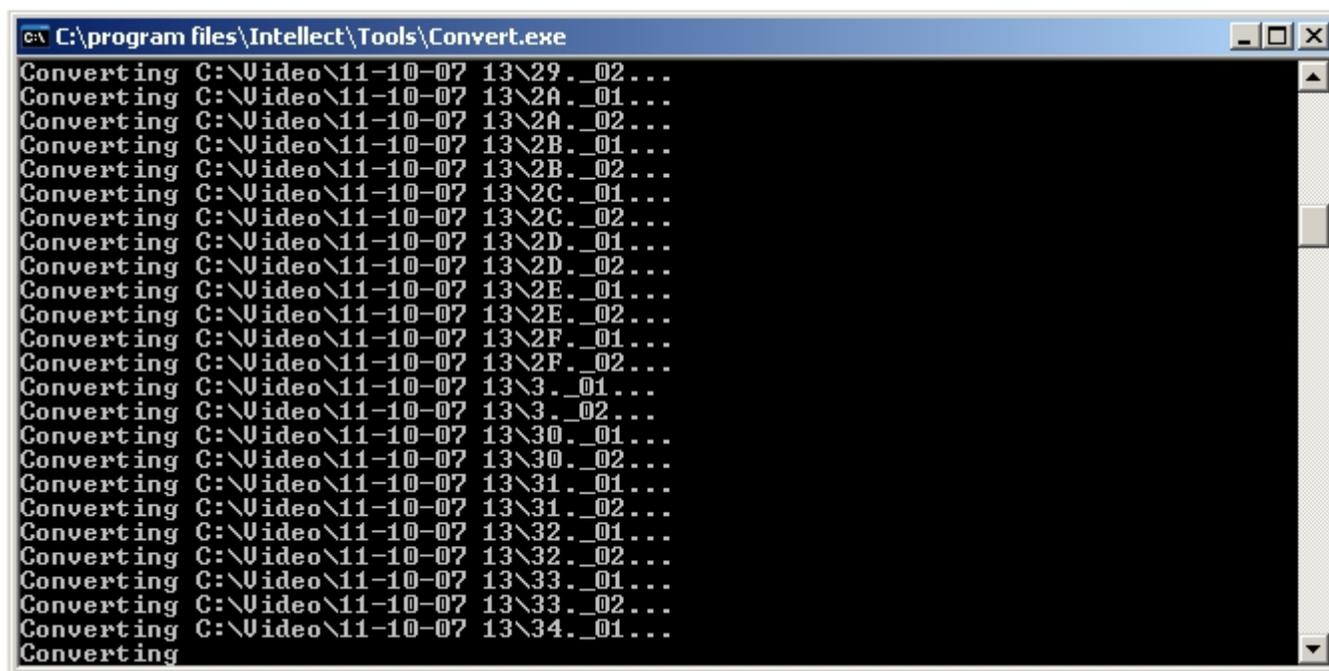 C:\program files\Intellect\Tools\Convert.exe
Converting C:\Video\11-10-07 13\29._02...
Converting C:\Video\11-10-07 13\2A._01...
Converting C:\Video\11-10-07 13\2A._02...
Converting C:\Video\11-10-07 13\2B._01...
Converting C:\Video\11-10-07 13\2B._02...
Converting C:\Video\11-10-07 13\2C._01...
Converting C:\Video\11-10-07 13\2C._02...
Converting C:\Video\11-10-07 13\2D._01...
Converting C:\Video\11-10-07 13\2D._02...
Converting C:\Video\11-10-07 13\2E._01...
Converting C:\Video\11-10-07 13\2E._02...
Converting C:\Video\11-10-07 13\2F._01...
Converting C:\Video\11-10-07 13\2F._02...
Converting C:\Video\11-10-07 13\3._01...
Converting C:\Video\11-10-07 13\3._02...
Converting C:\Video\11-10-07 13\30._01...
Converting C:\Video\11-10-07 13\30._02...
Converting C:\Video\11-10-07 13\31._01...
Converting C:\Video\11-10-07 13\31._02...
Converting C:\Video\11-10-07 13\32._01...
Converting C:\Video\11-10-07 13\32._02...
Converting C:\Video\11-10-07 13\33._01...
Converting C:\Video\11-10-07 13\33._02...
Converting C:\Video\11-10-07 13\34._01...
Converting